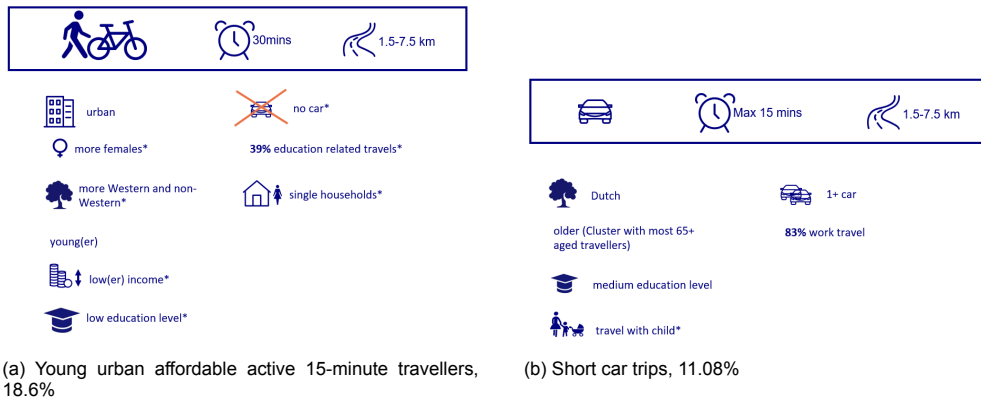 30mins
1.5-7.5 km
urban
no car*
more females*
39% education related travels*
more Western and non-
Western*
single households*
young(er)
low(er) income*
low education level*
(a) Young urban affordable active 15-minute travellers,
18.6%
Max 15 mins
1.5-7.5 km
Dutch
1+ car
older (Cluster with most 65+
aged travellers)
83% work travel
medium education level
travel with child*
(b) Short car trips, 11.08%